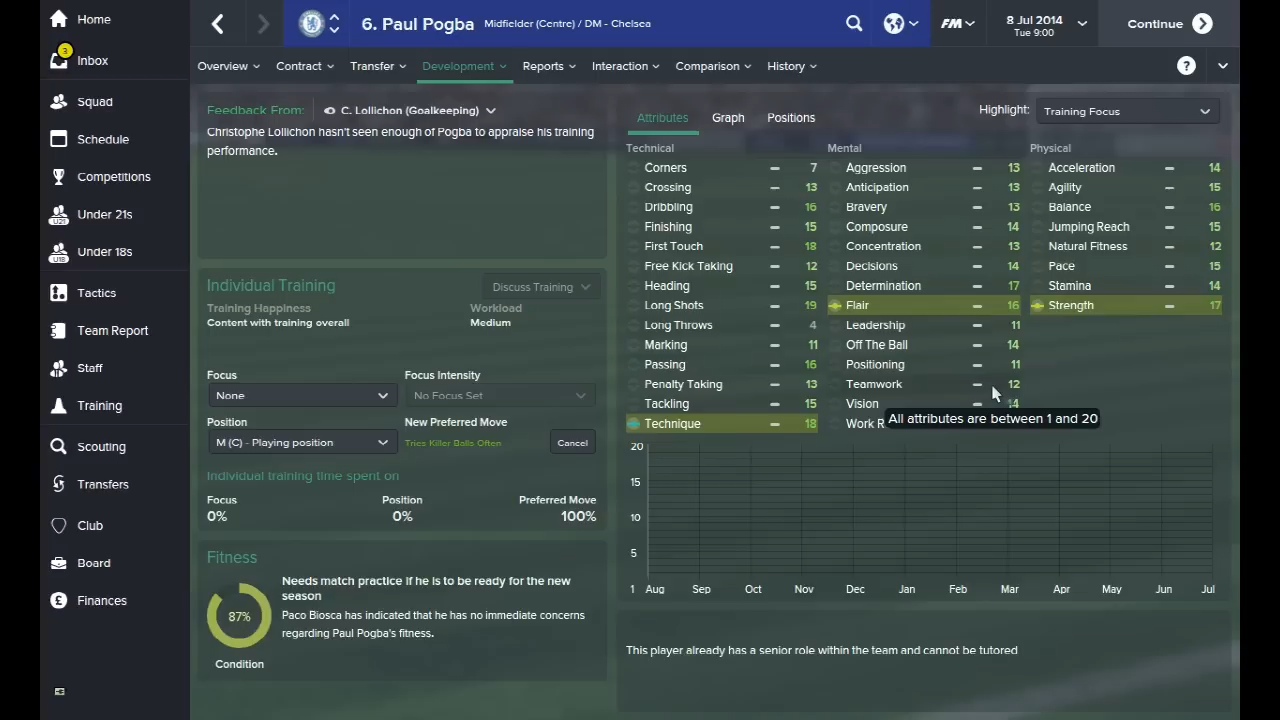 Home
3
Inbox
Squad
Schedule
Competitions
U21
Under 21s
U18
Under 18s
Tactics
Team Report
Staff
Training
Scouting
Transfers
Club
Board
£
Finances
6. Paul Pogba
Midfielder (Centre) / DM - Chelsea
FM
8 Jul 2014
Tue 9:00
Continue
Overview
Contract
Transfer
Development
Reports
Interaction
Comparison
History
?
Feedback From:
C. Lollichon (Goalkeeping)
Christophe Lollichon hasn't seen enough of Pogba to appraise his training
performance.
Individual Training
Discuss Training
Training Happiness
Workload
Content with training overall
Medium
Focus
Focus Intensity
None
No Focus Set
Position
New Preferred Move
M (C) - Playing position
Tries Killer Balls Often
Cancel
Individual training time spent on
Focus
Position
Preferred Move
0%
0%
100%
Fitness
87%
Condition
Needs match practice if he is to be ready for the new
season
Paco Biosca has indicated that he has no immediate concerns
regarding Paul Pogba's fitness.
Attributes
Graph
Positions
Highlight:
Training Focus
Technical
Corners 7
Crossing 13
Dribbling 16
Finishing 15
First Touch 18
Free Kick Taking 12
Heading 15
Long Shots 19
Long Throws 4
Marking 11
Passing 16
Penalty Taking 13
Tackling 15
Technique 18
Mental
Aggression 13
Anticipation 13
Bravery 13
Composure 14
Concentration 13
Decisions 14
Determination 17
Flair 16
Leadership 11
Off The Ball 14
Positioning 11
Teamwork 12
Vision 14
Work R
All attributes are between 1 and 20
Physical
Acceleration 14
Agility 15
Balance 16
Jumping Reach 15
Natural Fitness 12
Pace 15
Stamina 14
Strength 17
20
15
10
5
1
Aug Sep Oct Nov Dec Jan Feb Mar Apr May Jun Jul
This player already has a senior role within the team and cannot be tutored